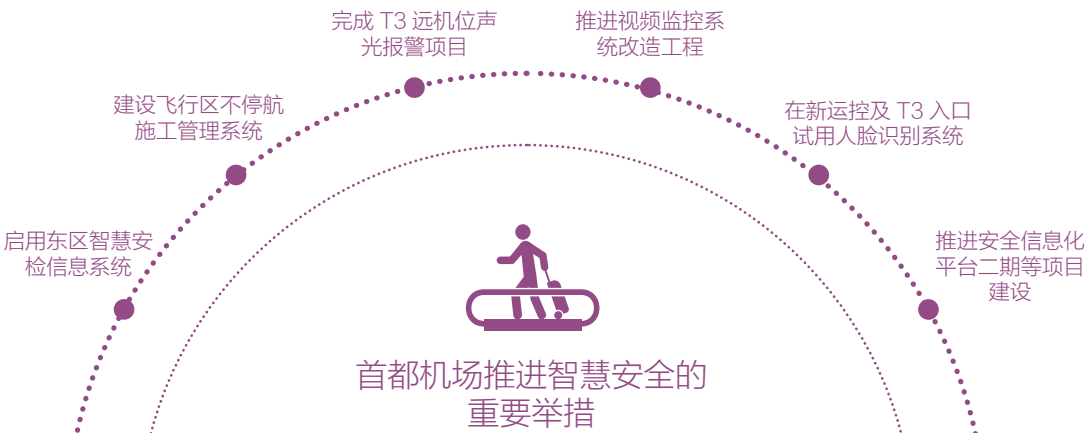 完成 T3 远机位声
光报警项目
推进视频监控系
统改造工程
建设飞行区不停航
施工管理系统
在新运控及 T3 入口
试用人脸识别系统
启用东区智慧安
检信息系统
推进安全信息化
平台二期等项目
建设
首都机场推进智慧安全的
重要举措